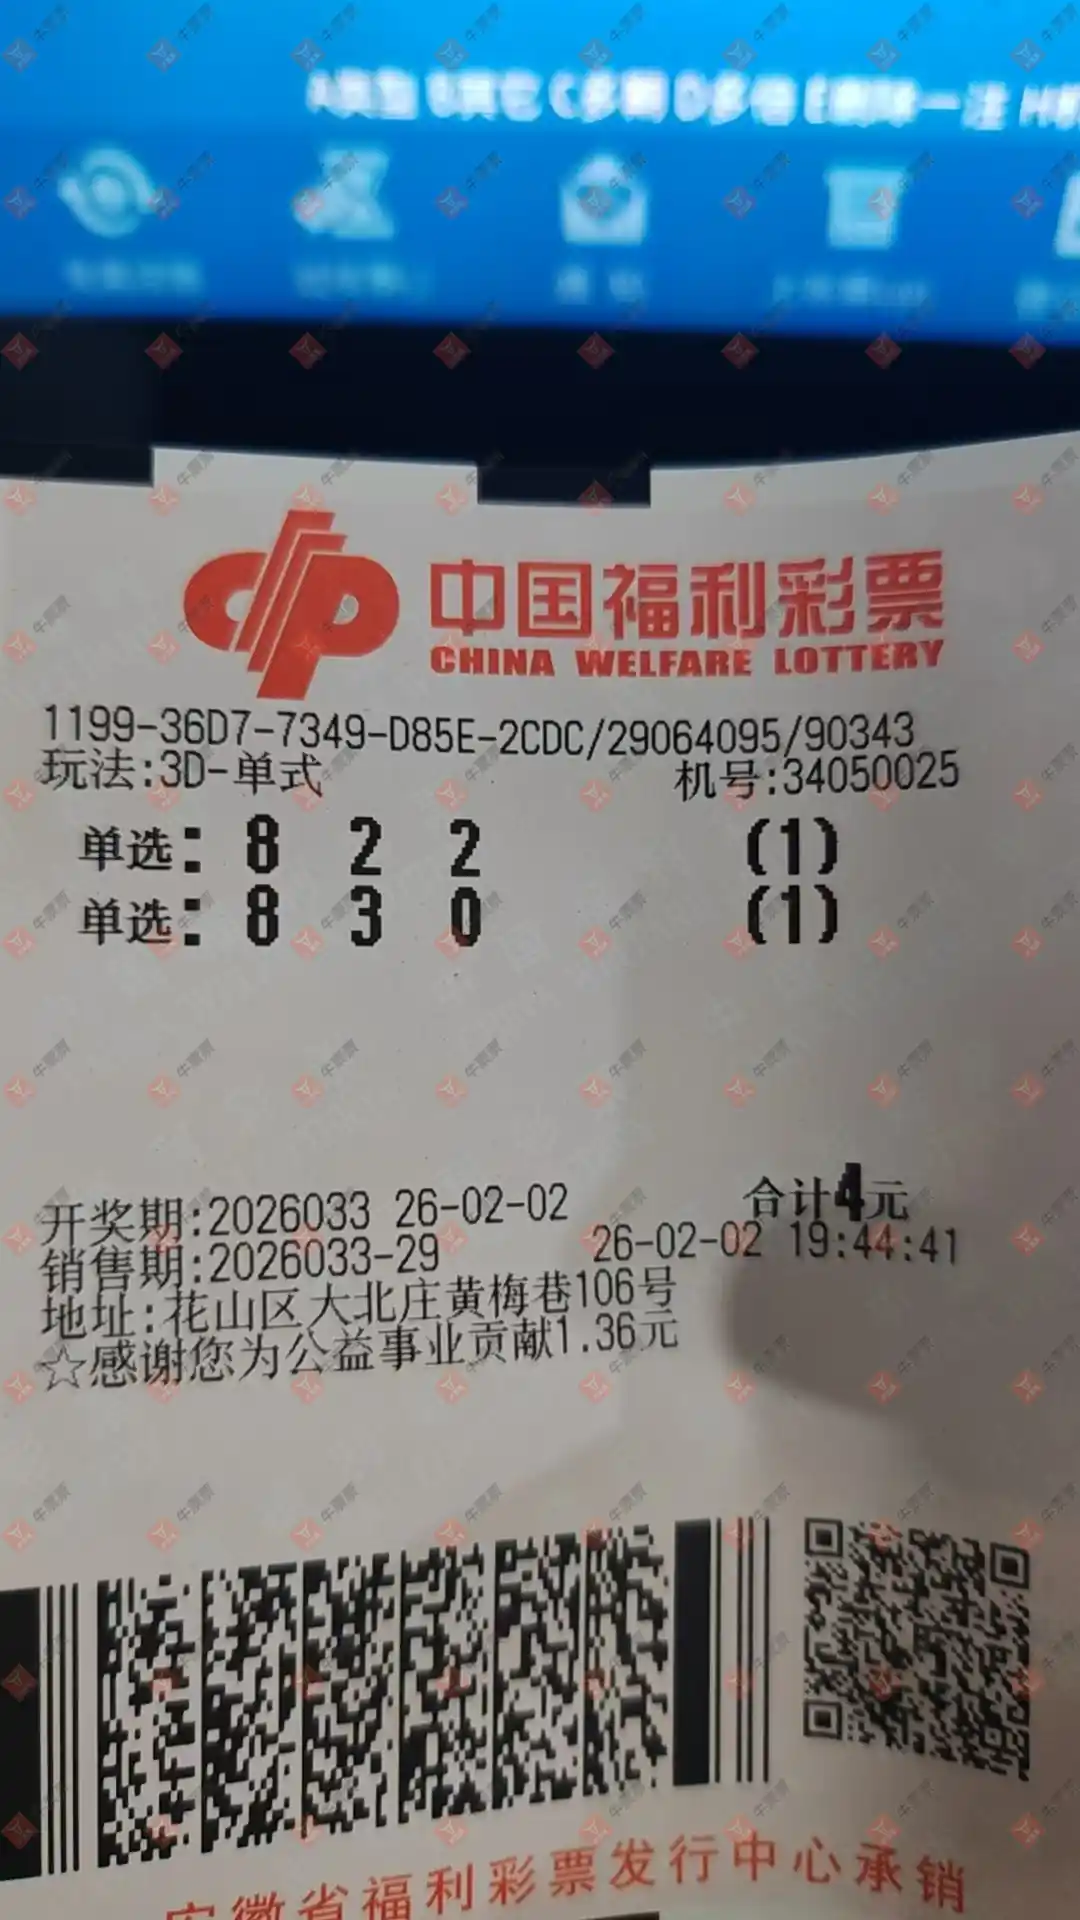 中国福利彩票
CHINA WELFARE LOTTERY
1199-36D7-7349-D85E-2CDC/29064095/90343
玩法:3D-单式 机号:34050025
单选: 8 2 2 (1)
单选: 8 3 0 (1)
开奖期:2026033 26-02-02 合计4元
销售期:2026033-29 26-02-02 19:44:41
地址:花山区大北庄黄梅巷106号
☆感谢您为公益事业贡献1.36元
安徽省福利彩票发行中心承销